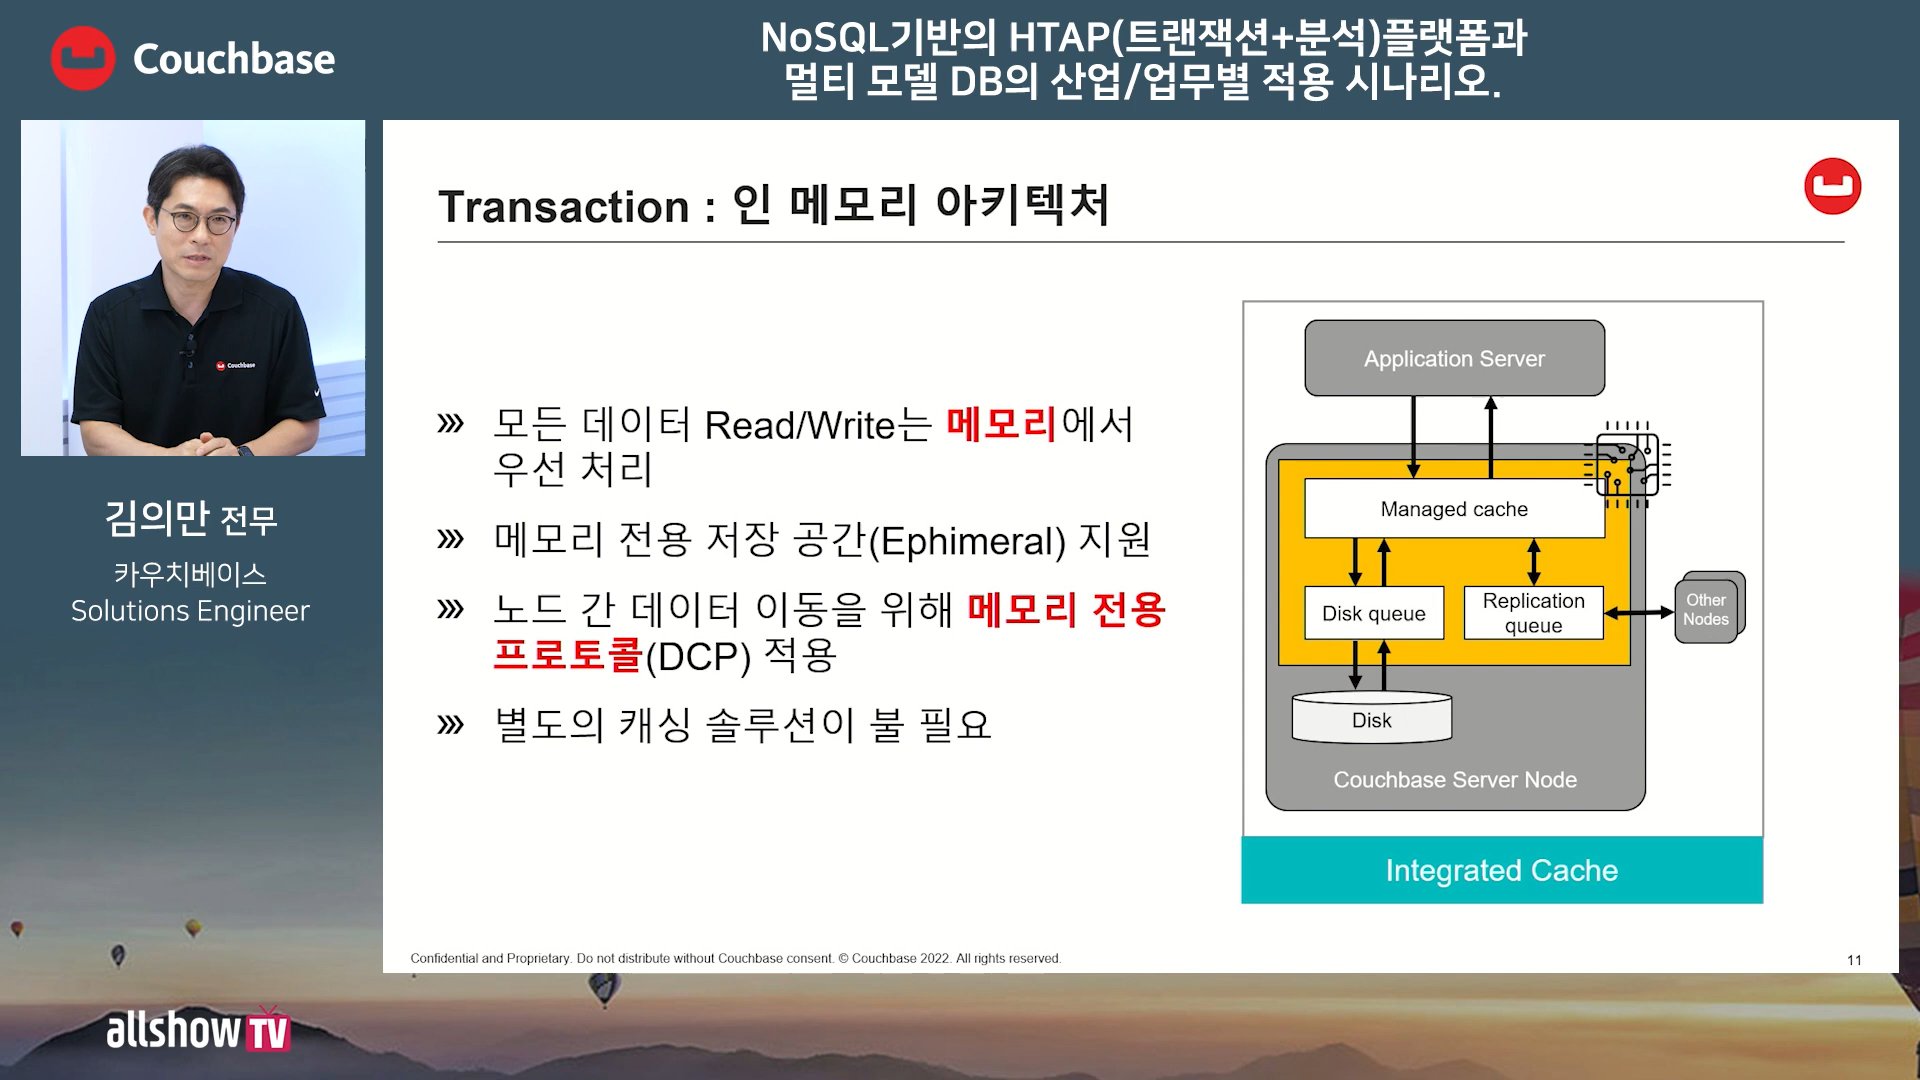 Couchbase
NoSQL기반의 HTAP(트랜잭션+분석)플랫폼과
멀티 모델 DB의 산업/업무별 적용 시나리오.
Couchbase
김의만 전무
카우치베이스
Solutions Engineer
Transaction : 인 메모리 아키텍처
모든 데이터 Read/Write는 메모리에서
우선 처리
메모리 전용 저장 공간(Ephimeral) 지원
노드 간 데이터 이동을 위해 메모리 전용
프로토콜(DCP) 적용
별도의 캐싱 솔루션이 불 필요
Application Server
Managed cache
Disk queue
Replication
queue
Other
Nodes
Disk
Couchbase Server Node
Integrated Cache
Confidential and Proprietary. Do not distribute without Couchbase consent. © Couchbase 2022. All rights reserved.
11
allshow TV